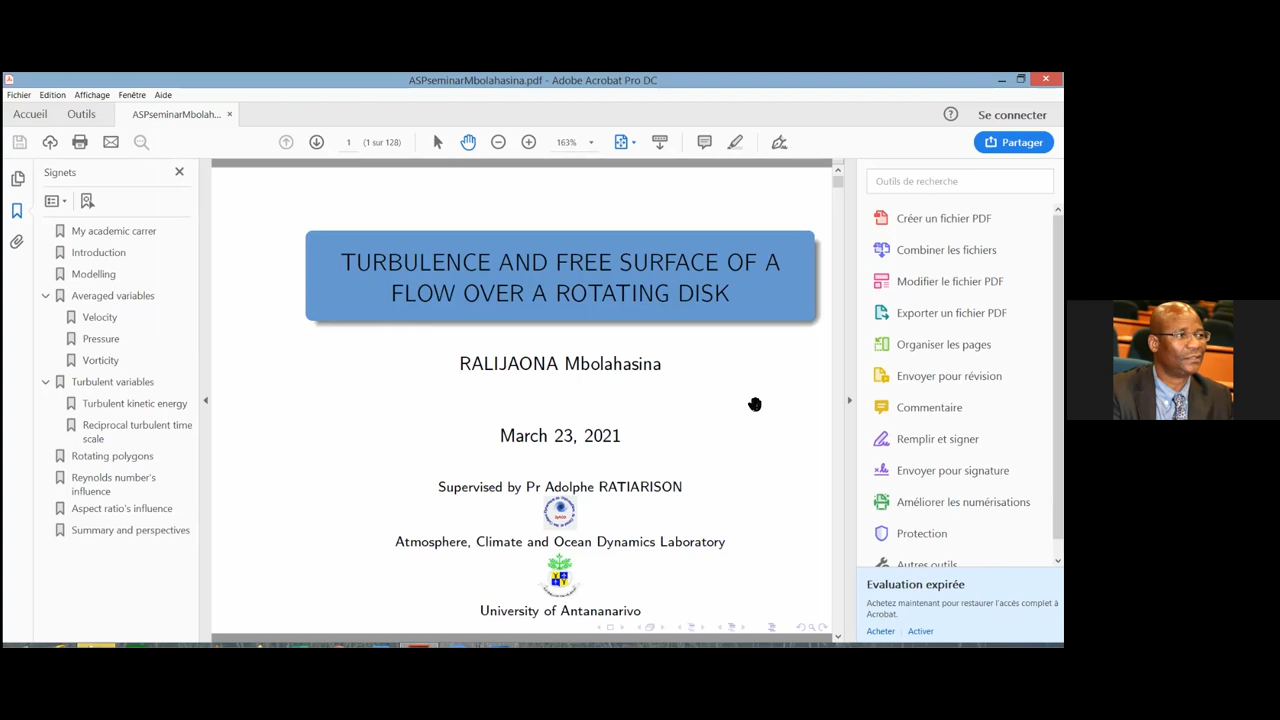 ASPseminarMbolahasina.pdf - Adobe Acrobat Pro DC
Fichier Edition Affichage Fenêtre Aide
Accueil Outils ASPseminarMbolah... × Se connecter
1 (1 sur 128) 163% Partager
Signets
My academic carrer
Introduction
Modelling
Averaged variables
Velocity
Pressure
Vorticity
Turbulent variables
Turbulent kinetic energy
Reciprocal turbulent time
scale
Rotating polygons
Reynolds number's
influence
Aspect ratio's influence
Summary and perspectives
TURBULENCE AND FREE SURFACE OF A
FLOW OVER A ROTATING DISK
RALIJAONA Mbolahasina
March 23, 2021
Supervised by Pr Adolphe RATIARISON
Atmosphere, Climate and Ocean Dynamics Laboratory
University of Antananarivo
Outils de recherche
Créer un fichier PDF
Combiner les fichiers
Modifier le fichier PDF
Exporter un fichier PDF
Organiser les pages
Envoyer pour révision
Commentaire
Remplir et signer
Envoyer pour signature
Améliorer les numérisations
Protection
Autres outils
Evaluation expirée
Achetez maintenant pour restaurer l'accès complet à
Acrobat.
Acheter Activer